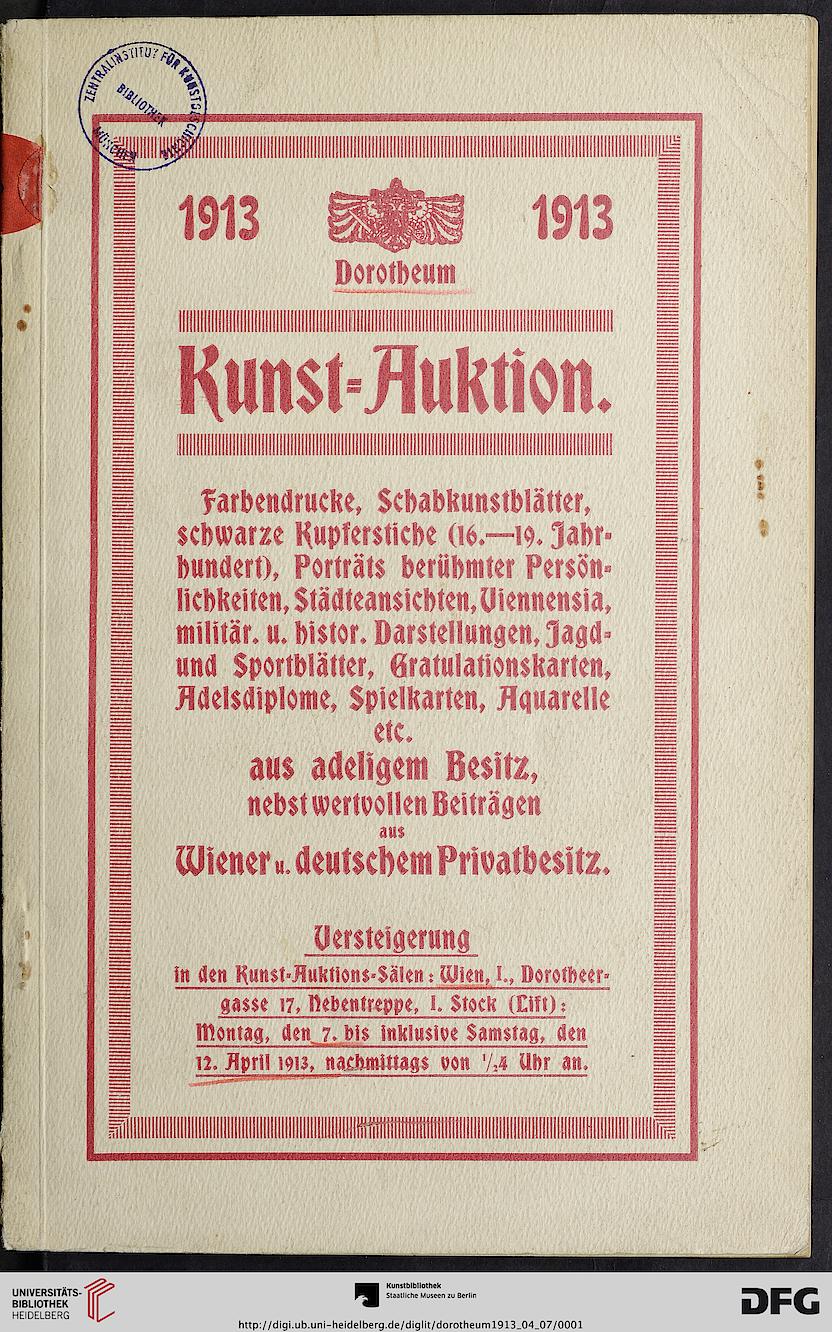 ZENTRALINSTITUT FÜR KUNSTGESCHICHTE
BIBLIOTHEK
MÜNCHEN
1913 1913
Dorotheum
Kunst-Auktion.
Farbendrucke, Schabkunstblätter,
schwarze Kupferstiche (16.—19. Jahr-
hundert), Porträts berühmter Persön-
lichkeiten, Städteansichten, Viennensia,
militär. u. histor. Darstellungen, Jagd-
und Sportblätter, Gratulationskarten,
Adelsdiplome, Spielkarten, Aquarelle
etc.
aus adeligem Besitz,
nebst wertvollen Beiträgen
aus
Wiener u. deutschem Privatbesitz.
Versteigerung
in den Kunst-Auktions-Sälen: Wien, I., Dorotheer-
gasse 17, Nebentreppe, I. Stock (Lift):
Montag, den 7. bis inklusive Samstag, den
12. April 1913, nachmittags von 1/24 Uhr an.
UNIVERSITÄTS-
BIBLIOTHEK
HEIDELBERG
Kunstbibliothek
Staatliche Museen zu Berlin
DFG
http://digi.ub.uni-heidelberg.de/diglit/dorotheum1913_04_07/0001